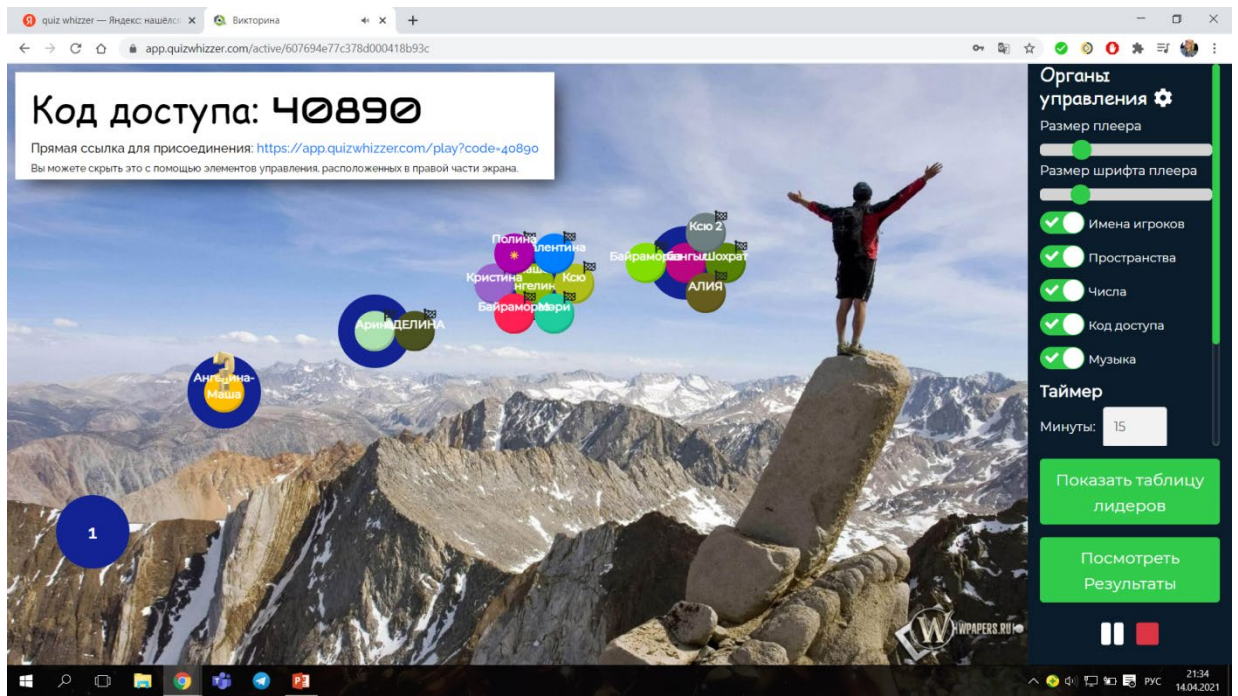 quiz whizzer — Яндекс: нашёлс
Викторина
app.quizwhizzer.com/active/607694e77c378d000418b93c
Код доступа: 40890
Прямая ссылка для присоединения: https://app.quizwhizzer.com/play?code=40890
Вы можете скрыть это с помощью элементов управления, расположенных в правой части экрана.
Органы
управления
Размер плеера
Размер шрифта плеера
Имена игроков
Пространства
Числа
Код доступа
Музыка
Таймер
Минуты: 15
Показать таблицу
лидеров
Посмотреть
Результаты
Ксю 2
Полина
Кристина
Ксю
Шохрат
АЛИЯ
Мэри
АДЕЛИНА
Ангелина-
Маша
1
W
WPAPERS.RU
РУС
21:34
14.04.2021